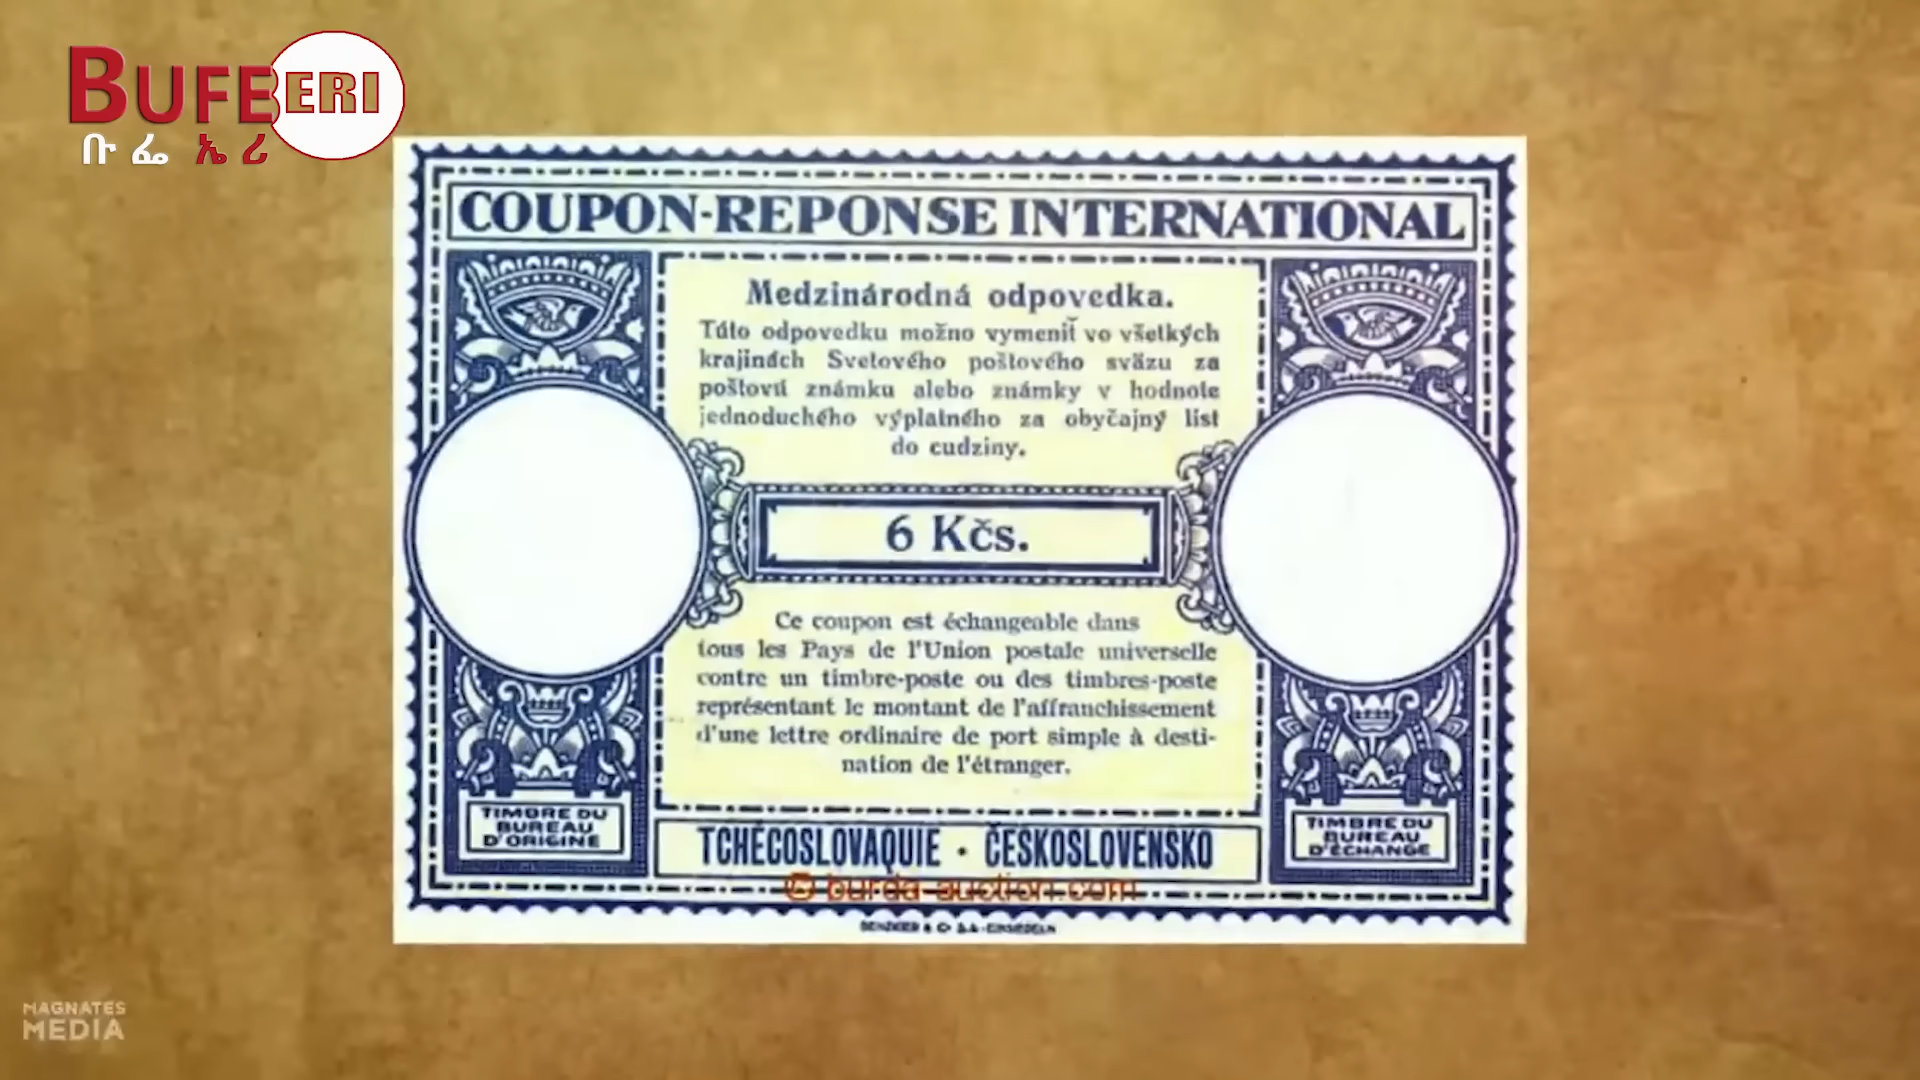 BUFE ERI
ቡፌ ኤሪ
COUPON-REPONSE INTERNATIONAL
Medzinárodná odpovedka.
Túto odpovedku možno vymeniť vo všetkých
krajinách Svetového poštového sväzu za
poštovú známku alebo známky v hodnote
jednoduchého výplatného za obyčajný list
do cudziny.
6 Kčs.
Ce coupon est échangeable dans
tous les Pays de l'Union postale universelle
contre un timbre-poste ou des timbres-poste
représentant le montant de l'affranchissement
d'une lettre ordinaire de port simple à desti-
nation de l'étranger.
TIMBRE DU
BUREAU
D'ORIGINE
TCHÉCOSLOVAQUIE · ČESKOSLOVENSKO
TIMBRE DU
BUREAU
D'ÉCHANGE
© burda-auction.com
MAGNATES
MEDIA